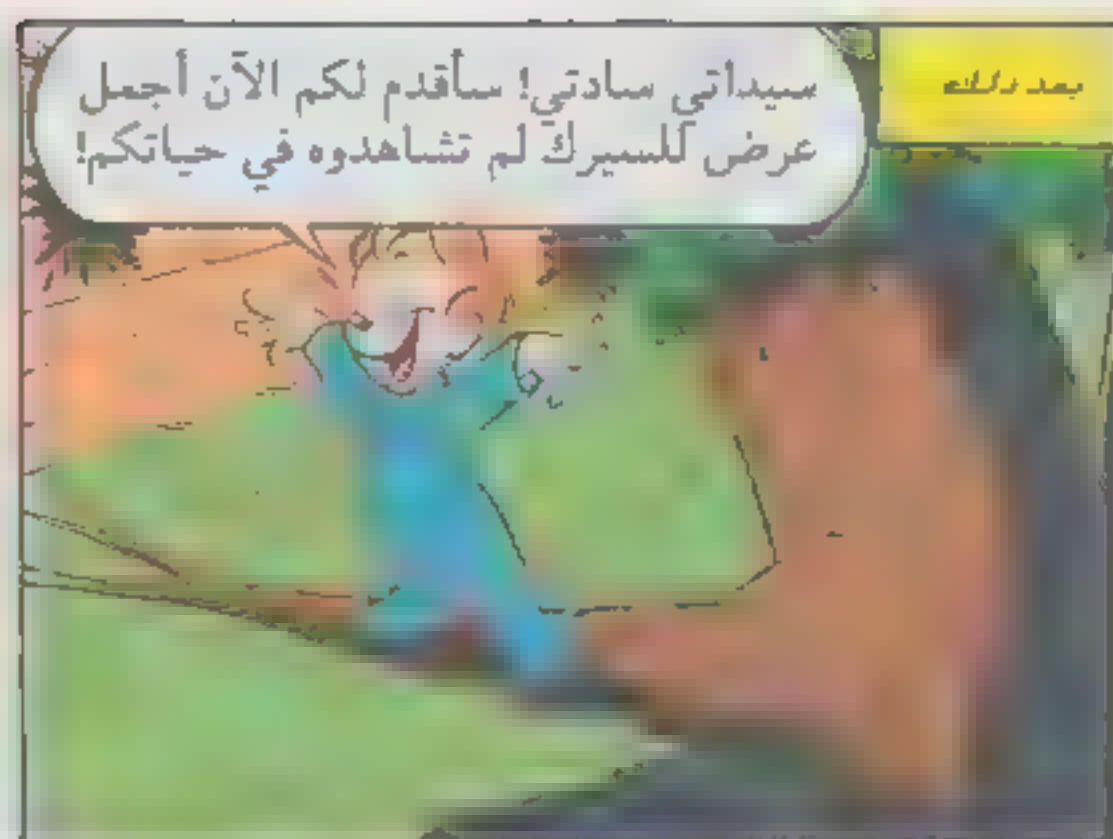 بعد ذلك
سيداتي سادتي! سأقدم لكم الآن أجمل
عرض للسيرك لم تشاهدوه في حياتكم!